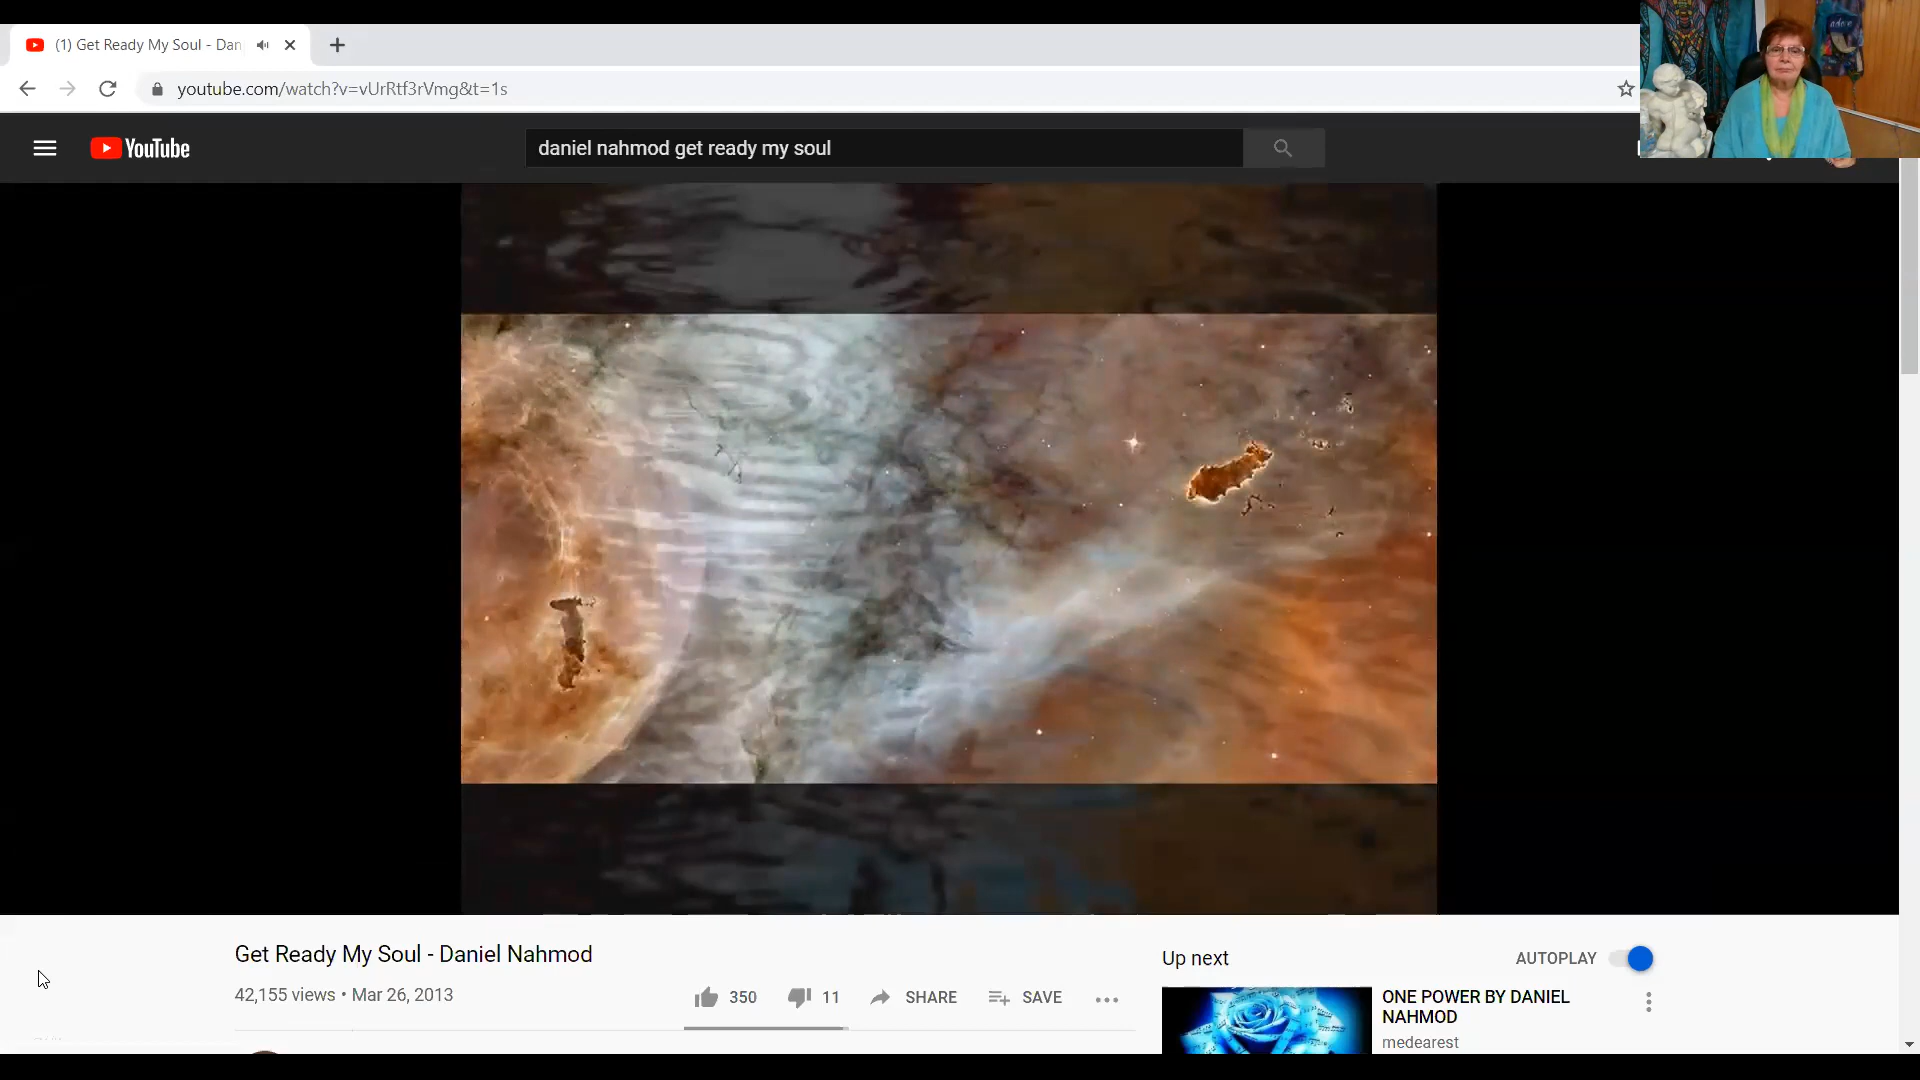 (1) Get Ready My Soul - Dan
youtube.com/watch?v=vUrRtf3rVmg&t=1s
YouTube
daniel nahmod get ready my soul
Get Ready My Soul - Daniel Nahmod
42,155 views • Mar 26, 2013
350
11
SHARE
SAVE
Up next
AUTOPLAY
ONE POWER BY DANIEL
NAHMOD
medearest